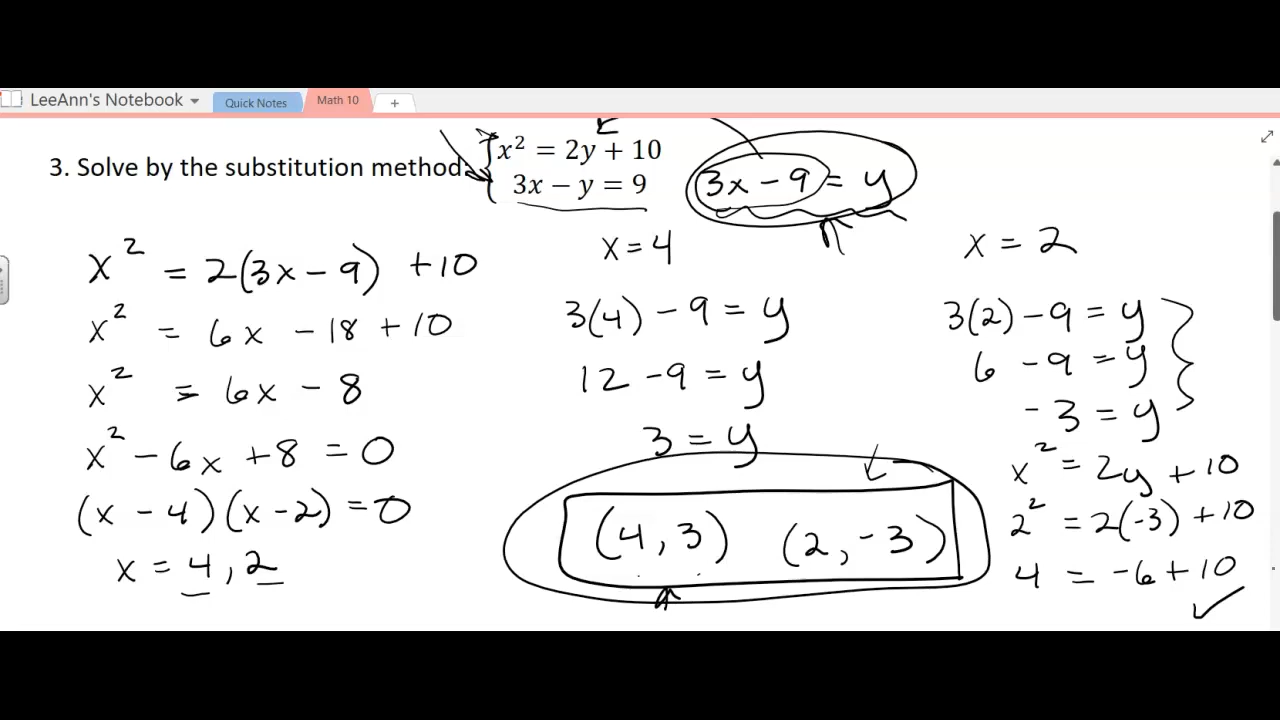 LeeAnn's Notebook
Quick Notes
Math 10
+
3. Solve by the substitution method:
x² = 2y + 10
3x − y = 9
3x − 9 = y
x² = 2(3x − 9) + 10
x² = 6x − 18 + 10
x² = 6x − 8
x² − 6x + 8 = 0
(x − 4)(x − 2) = 0
x = 4, 2
x = 4
3(4) − 9 = y
12 − 9 = y
3 = y
(4, 3) (2, −3)
x = 2
3(2) − 9 = y
6 − 9 = y
−3 = y
x² = 2y + 10
2² = 2(−3) + 10
4 = −6 + 10